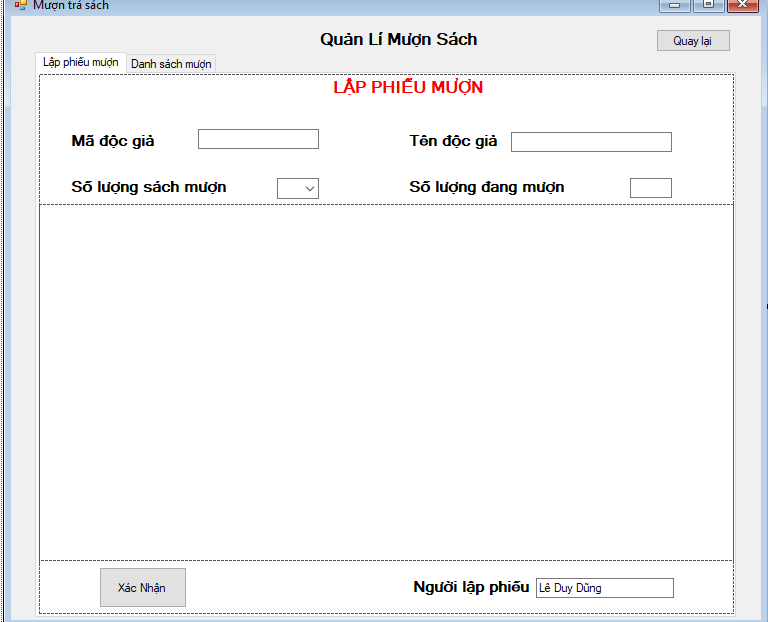 Mượn trả sách
Quản Lí Mượn Sách
Quay lại
Lập phiếu mượn
Danh sách mượn
LẬP PHIẾU MƯỢN
Mã độc giả
Tên độc giả
Số lượng sách mượn
Số lượng đang mượn
Xác Nhận
Người lập phiếu
Lê Duy Dũng